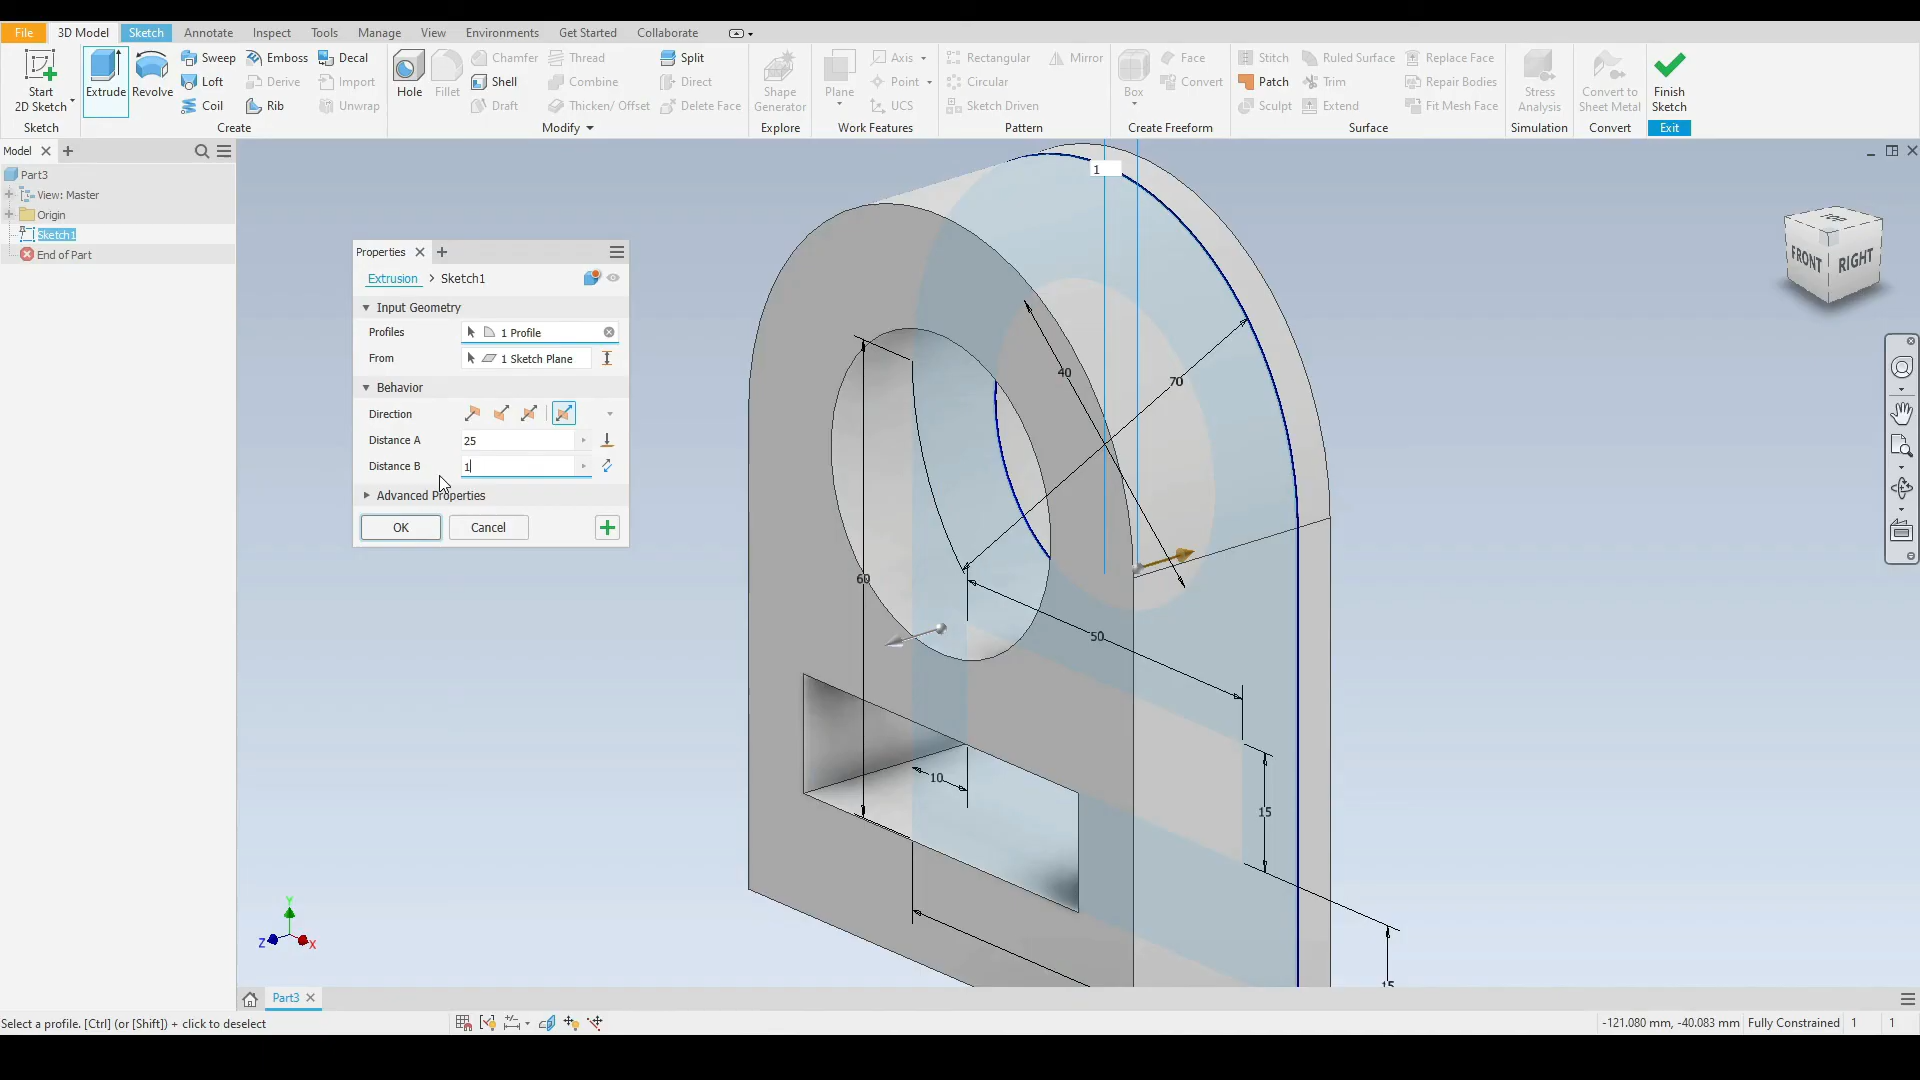 File 3D Model Sketch Annotate Inspect Tools Manage View Environments Get Started Collaborate
Start
2D Sketch
Sketch
Extrude
Revolve
Sweep
Loft
Coil
Emboss
Derive
Rib
Decal
Import
Unwrap
Create
Hole
Fillet
Chamfer
Shell
Draft
Thread
Combine
Thicken/ Offset
Split
Direct
Delete Face
Modify
Shape
Generator
Explore
Plane
Axis
Point
UCS
Work Features
Rectangular
Circular
Sketch Driven
Mirror
Pattern
Box
Face
Convert
Create Freeform
Stitch
Patch
Sculpt
Ruled Surface
Trim
Extend
Replace Face
Repair Bodies
Fit Mesh Face
Surface
Stress
Analysis
Simulation
Convert to
Sheet Metal
Convert
Finish
Sketch
Exit
Model
Part3
View: Master
Origin
Sketch1
End of Part
Properties
Extrusion > Sketch1
Input Geometry
Profiles 1 Profile
From 1 Sketch Plane
Behavior
Direction
Distance A 25
Distance B 1
Advanced Properties
OK Cancel
1
40
70
60
50
10
15
15
TOP
FRONT RIGHT
Y
Z X
Part3
Select a profile. [Ctrl] (or [Shift]) + click to deselect
-121.080 mm, -40.083 mm Fully Constrained 1 1